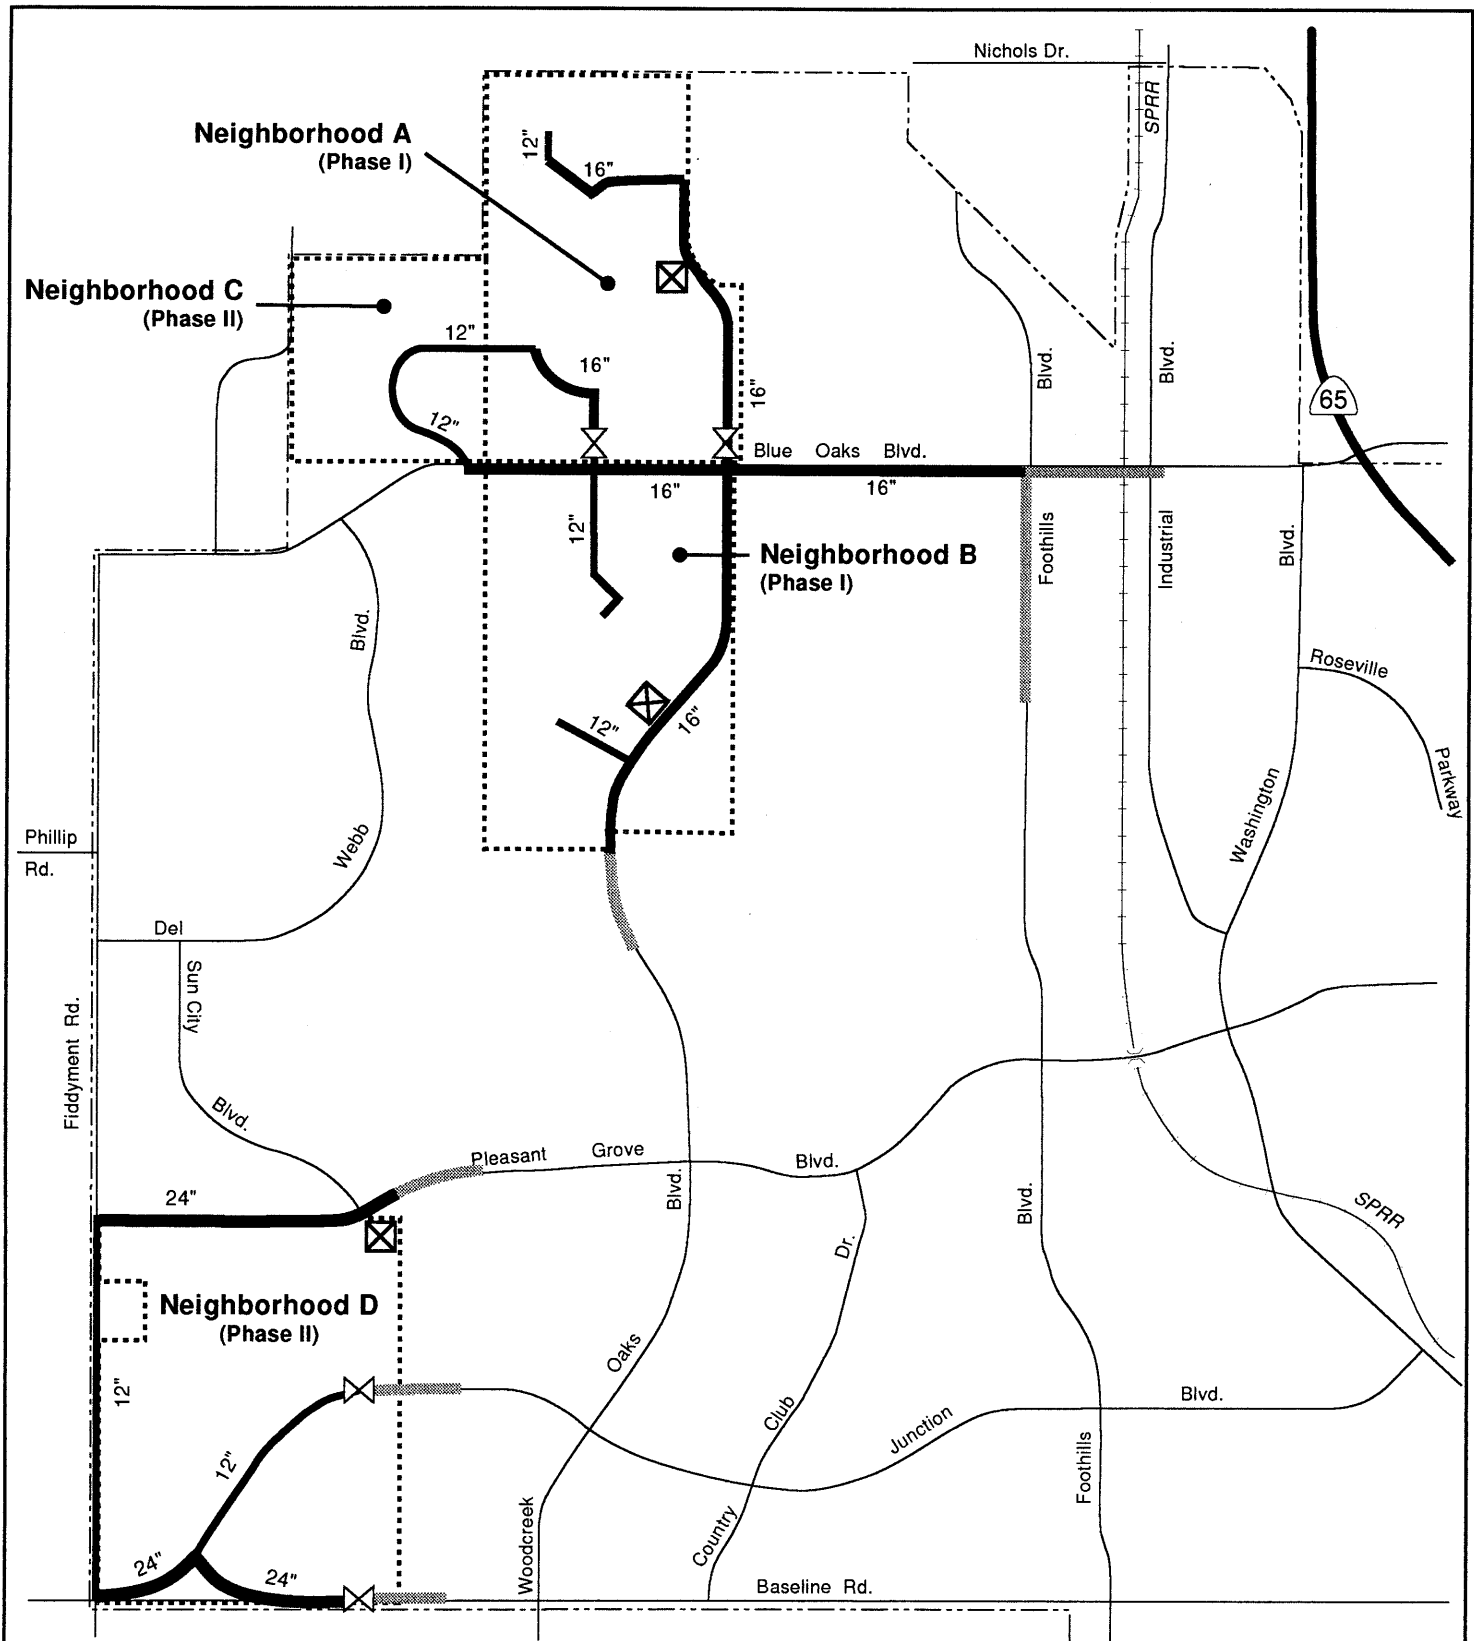 Nichols Dr.
SPRR
Neighborhood A
(Phase I)
12"
16"
Neighborhood C
(Phase II)
12"
16"
16"
12"
Blvd.
Blvd.
65
Blue Oaks Blvd.
16"
16"
12"
Neighborhood B
(Phase I)
Foothills
Industrial
Blvd.
Blvd.
Roseville
Parkway
12"
16"
Washington
Webb
Phillip
Rd.
Del
Sun City
Blvd.
Fiddyment Rd.
Pleasant Grove Blvd.
24"
Blvd.
Blvd.
SPRR
Dr.
Neighborhood D
(Phase II)
12"
Oaks
Club
Junction
Blvd.
12"
Foothills
Country
Woodcreek
24"
24"
Baseline Rd.